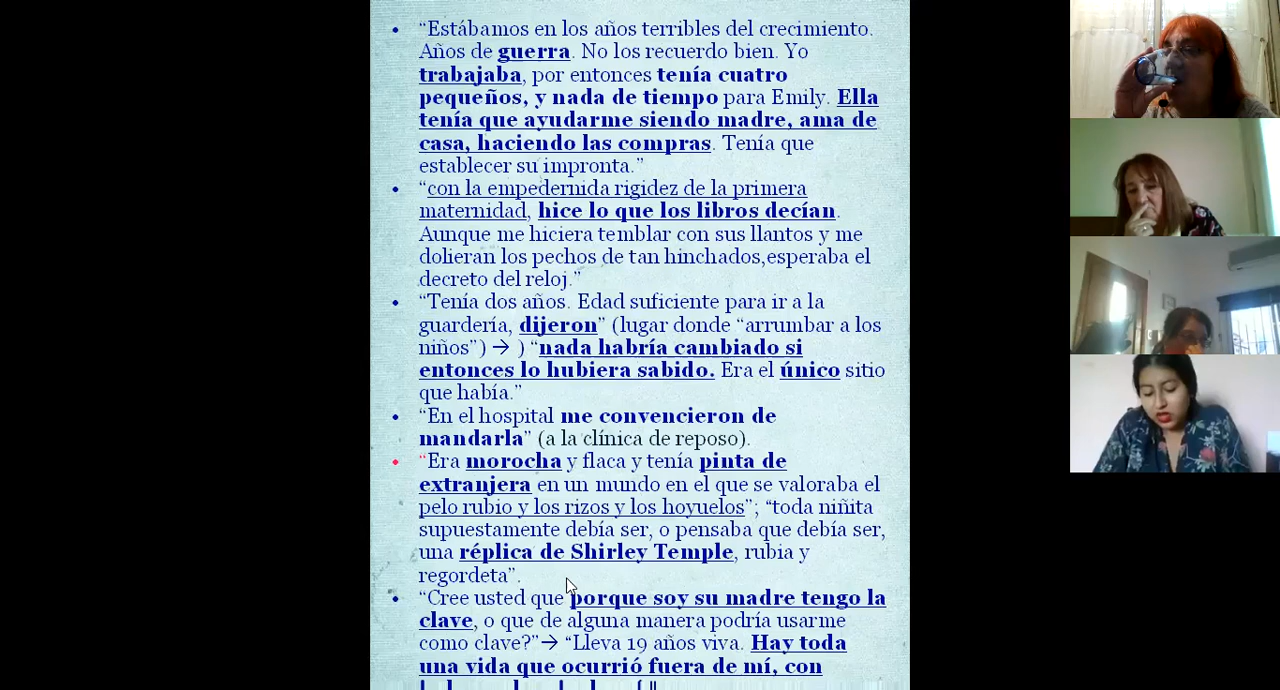 • “Estábamos en los años terribles del crecimiento.
Años de guerra. No los recuerdo bien. Yo
trabajaba, por entonces tenía cuatro
pequeños, y nada de tiempo para Emily. Ella
tenía que ayudarme siendo madre, ama de
casa, haciendo las compras. Tenía que
establecer su impronta.”
• “con la empedernida rigidez de la primera
maternidad, hice lo que los libros decían.
Aunque me hiciera temblar con sus llantos y me
dolieran los pechos de tan hinchados,esperaba el
decreto del reloj.”
• “Tenía dos años. Edad suficiente para ir a la
guardería, dijeron” (lugar donde “arrumbar a los
niños”) → ) “nada habría cambiado si
entonces lo hubiera sabido. Era el único sitio
que había.”
• “En el hospital me convencieron de
mandarla” (a la clínica de reposo).
• “Era morocha y flaca y tenía pinta de
extranjera en un mundo en el que se valoraba el
pelo rubio y los rizos y los hoyuelos”; “toda niñita
supuestamente debía ser, o pensaba que debía ser,
una réplica de Shirley Temple, rubia y
regordeta”.
• “Cree usted que porque soy su madre tengo la
clave, o que de alguna manera podría usarme
como clave?”→ “Lleva 19 años viva. Hay toda
una vida que ocurrió fuera de mí, con